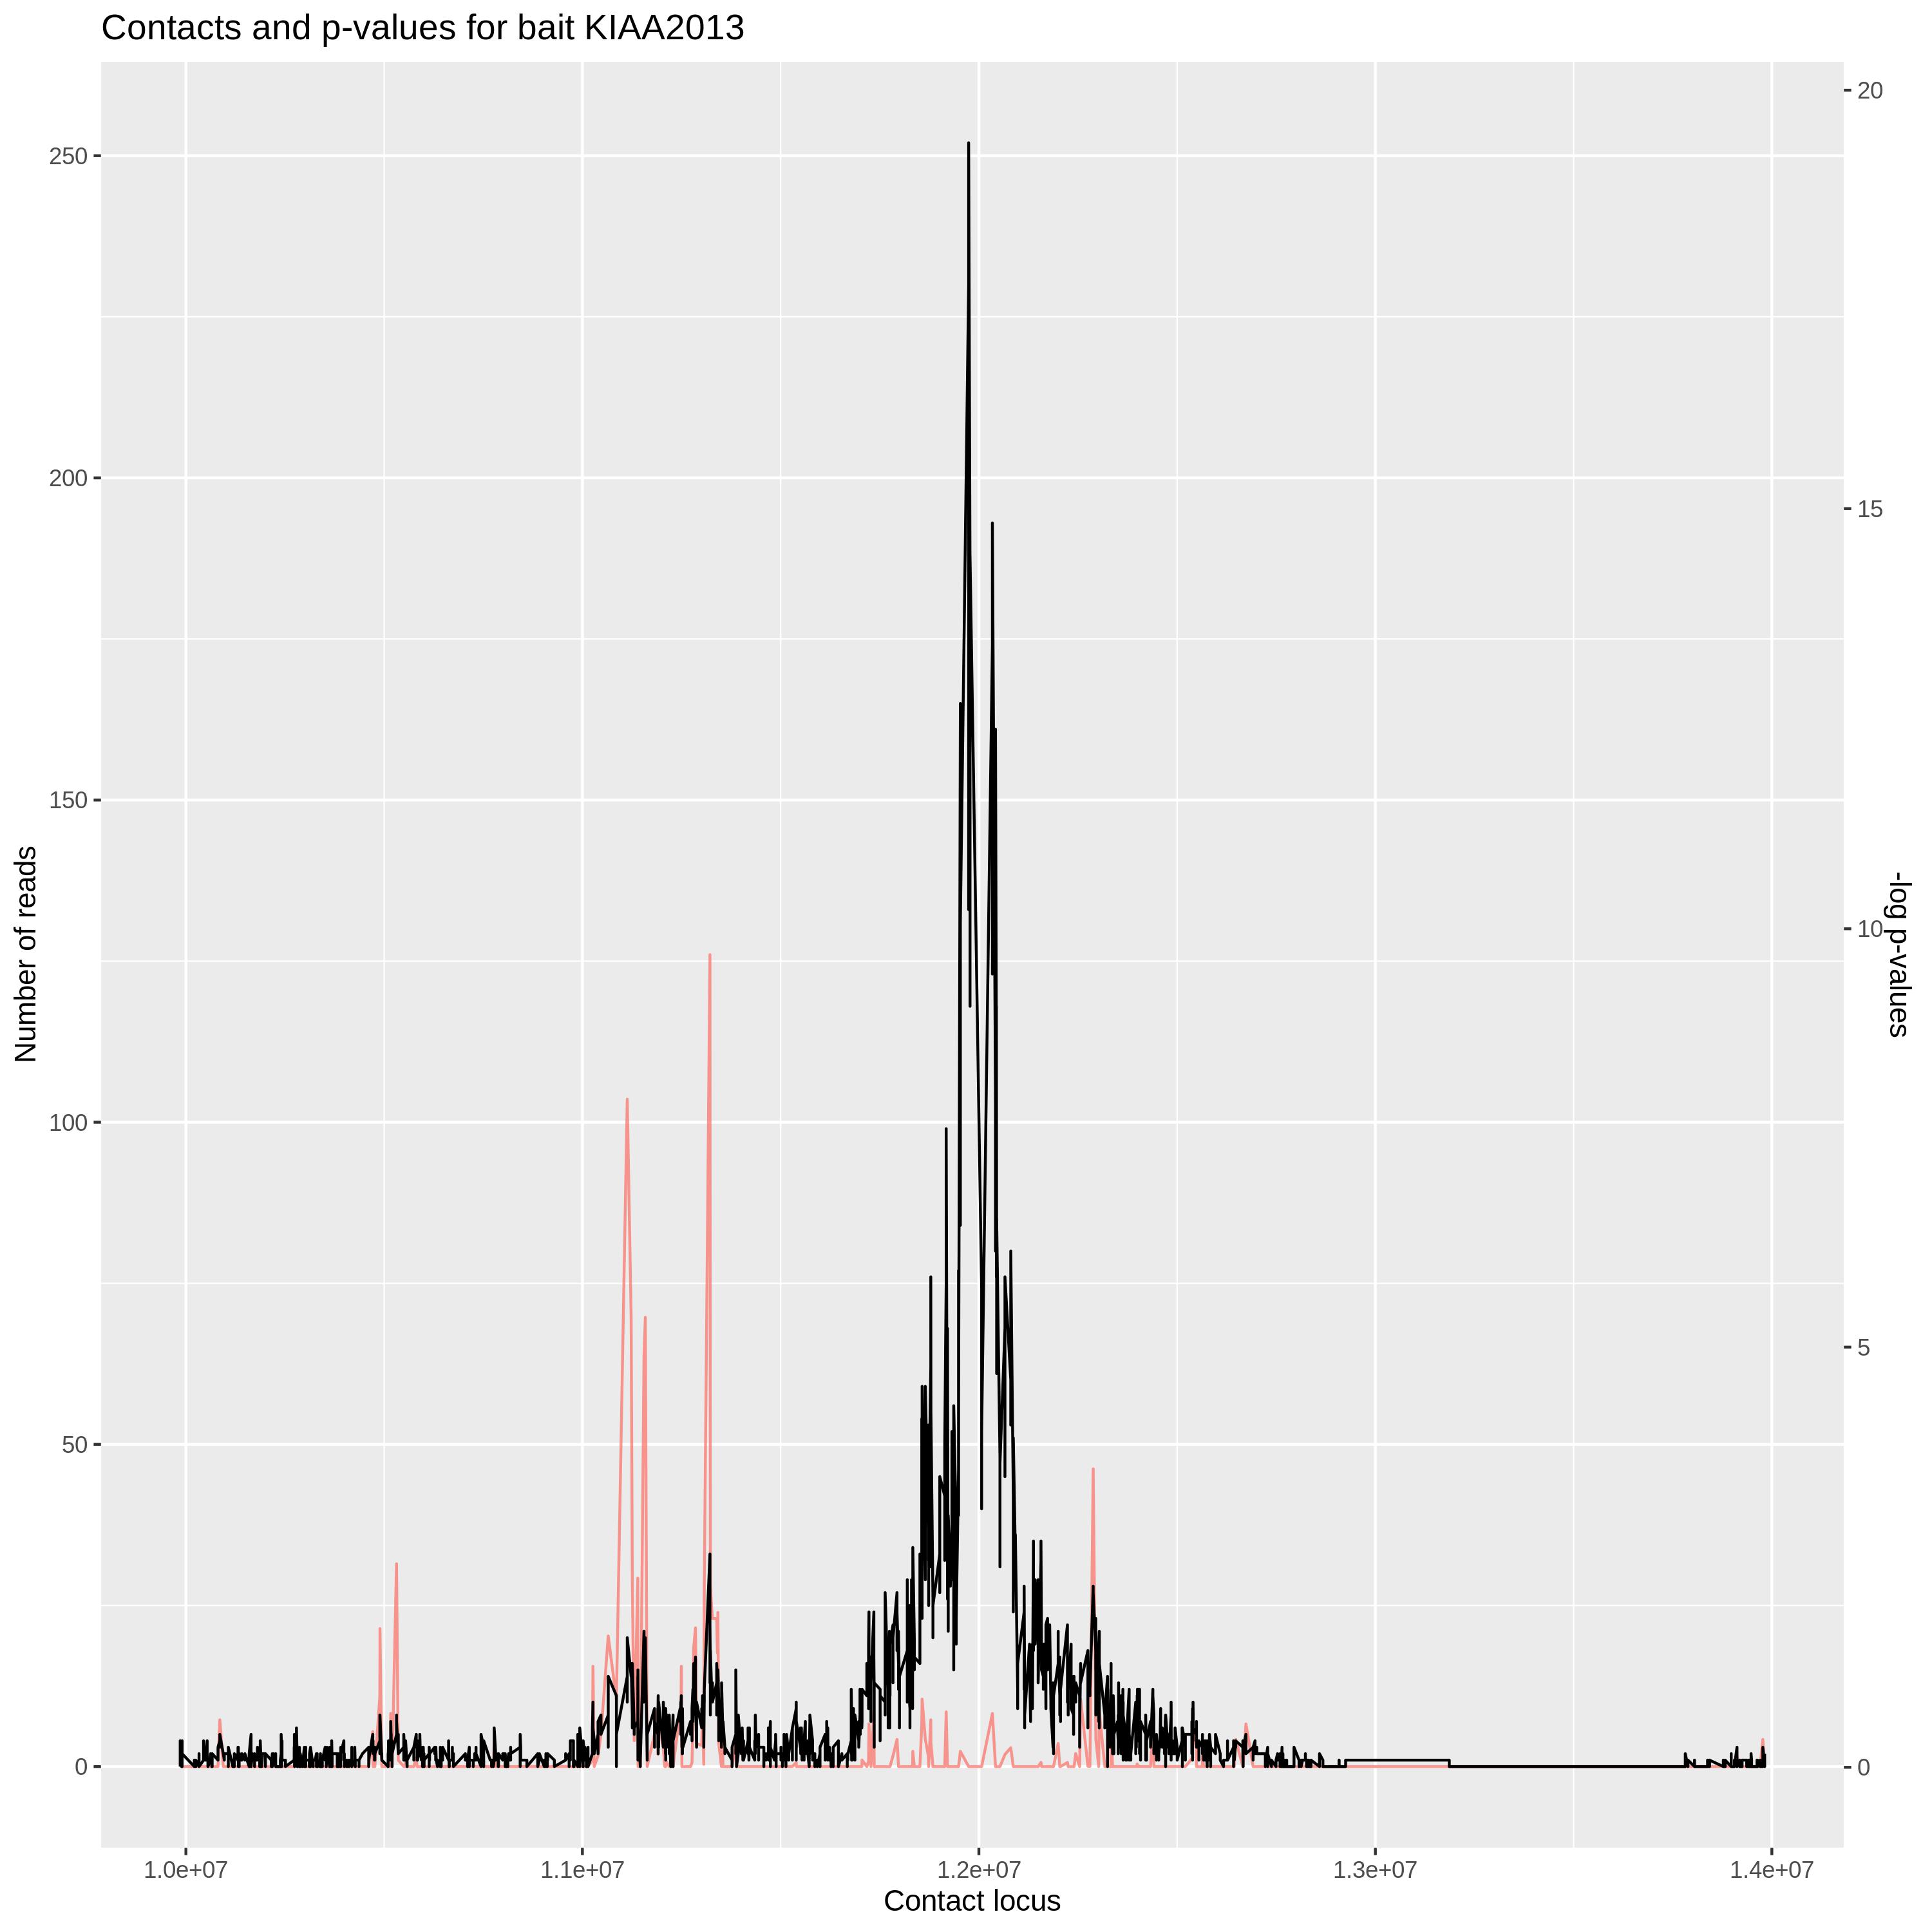 Contacts and p-values for bait KIAA2013
250
200
150
100
50
0
Number of reads
20
15
10
5
0
-log p-values
1.0e+07 1.1e+07 1.2e+07 1.3e+07 1.4e+07
Contact locus